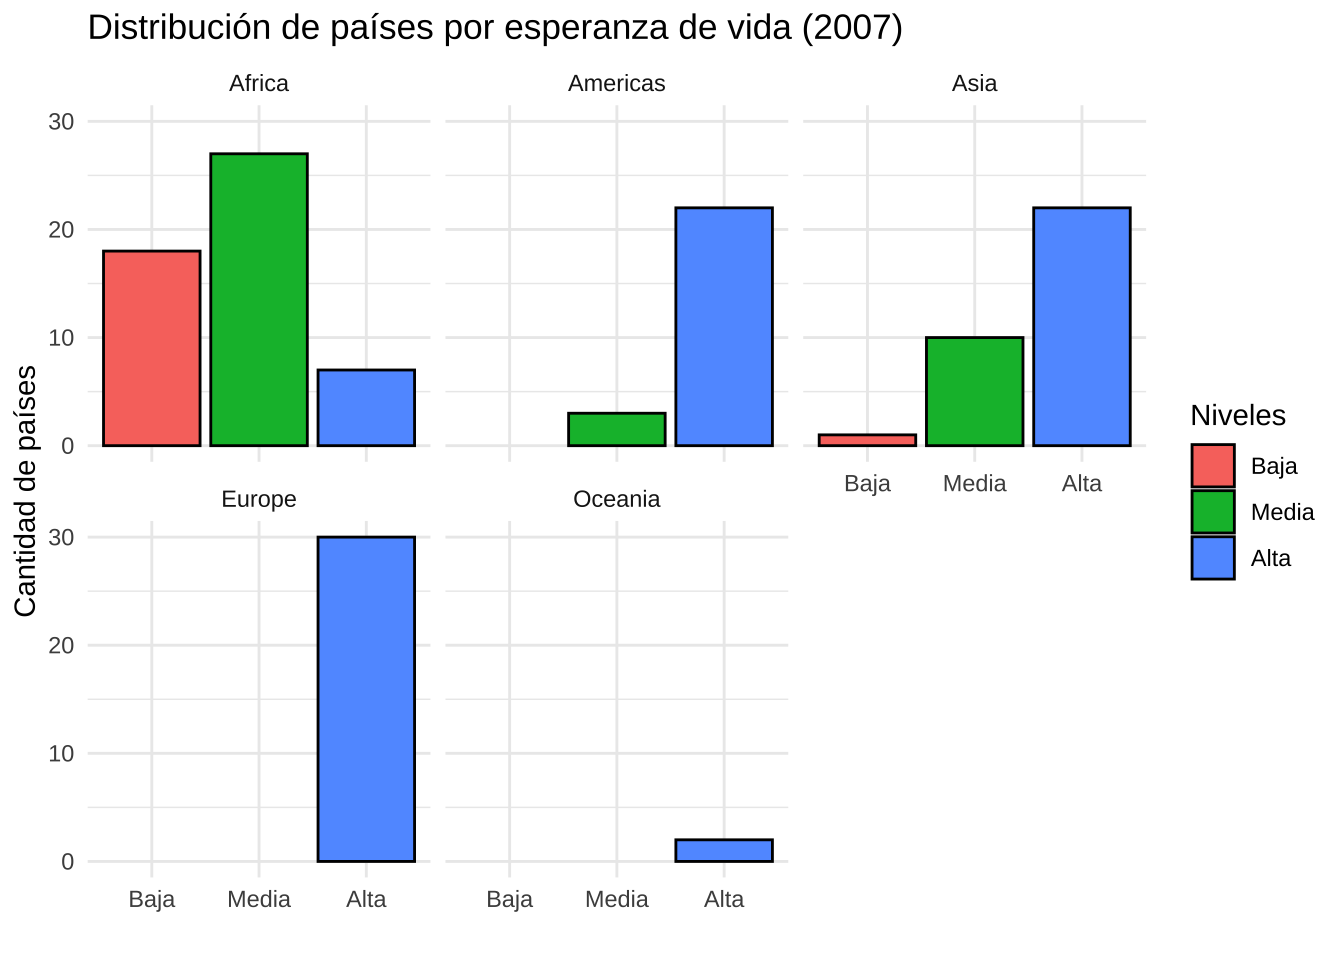 Distribución de países por esperanza de vida (2007)
Africa
Americas
Asia
30
20
10
0
Baja
Media
Alta
Europe
Oceania
30
20
10
0
Baja
Media
Alta
Baja
Media
Alta
Cantidad de países
Niveles
Baja
Media
Alta